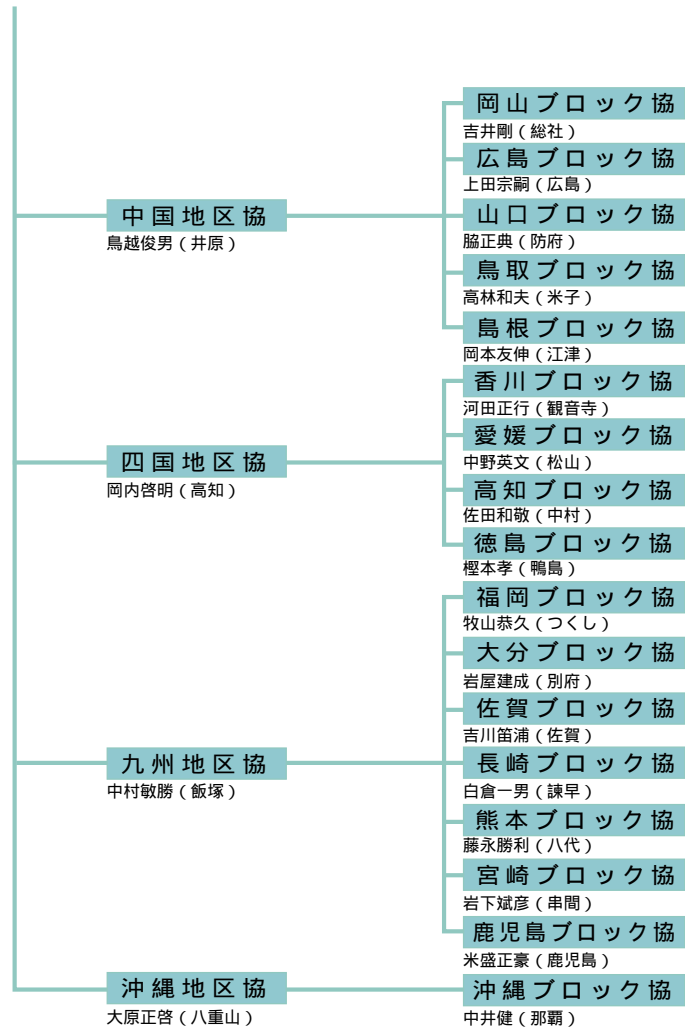 中国地区協
鳥越俊男（井原）
岡山ブロック協
吉井剛（総社）
広島ブロック協
上田宗嗣（広島）
山口ブロック協
脇正典（防府）
鳥取ブロック協
高林和夫（米子）
島根ブロック協
岡本友伸（江津）
四国地区協
岡内啓明（高知）
香川ブロック協
河田正行（観音寺）
愛媛ブロック協
中野英文（松山）
高知ブロック協
佐田和敬（中村）
徳島ブロック協
樫本孝（鴨島）
九州地区協
中村敏勝（飯塚）
福岡ブロック協
牧山恭久（つくし）
大分ブロック協
岩屋建成（別府）
佐賀ブロック協
吉川笛浦（佐賀）
長崎ブロック協
白倉一男（諫早）
熊本ブロック協
藤永勝利（八代）
宮崎ブロック協
岩下斌彦（串間）
鹿児島ブロック協
米盛正豪（鹿児島）
沖縄地区協
大原正啓（八重山）
沖縄ブロック協
中井健（那覇）